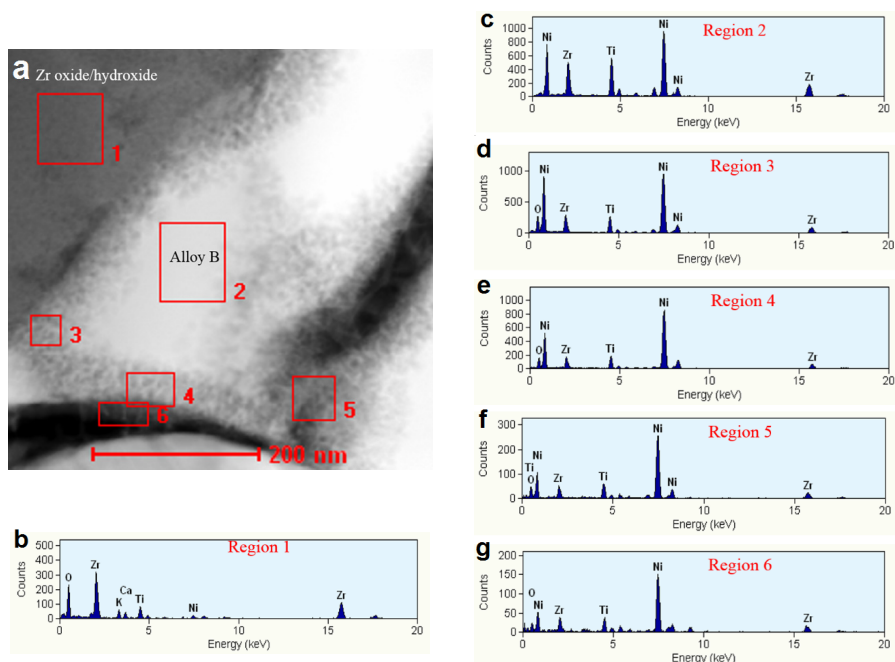 a
Zr oxide/hydroxide
1
Alloy B
2
3
4
5
6
200 nm
b
Region 1
500
400
300
200
100
0
Counts
O
Zr
K
Ca
Ti
Ni
Zr
0
5
10
15
20
Energy (keV)
c
Region 2
1000
800
600
400
200
0
Counts
Ni
Zr
Ti
Ni
Ni
Zr
0
5
10
15
20
Energy (keV)
d
Region 3
1000
500
0
Counts
O
Ni
Zr
Ti
Ni
Ni
Zr
0
5
10
15
20
Energy (keV)
e
Region 4
1000
800
600
400
200
0
Counts
O
Ni
Zr
Ti
Ni
Zr
0
5
10
15
20
Energy (keV)
f
Region 5
300
200
100
0
Counts
Ti
O
Ni
Zr
Ti
Ni
Ni
Zr
0
5
10
15
20
Energy (keV)
g
Region 6
200
150
100
50
0
Counts
O
Ni
Zr
Ti
Ni
Zr
0
5
10
15
20
Energy (keV)